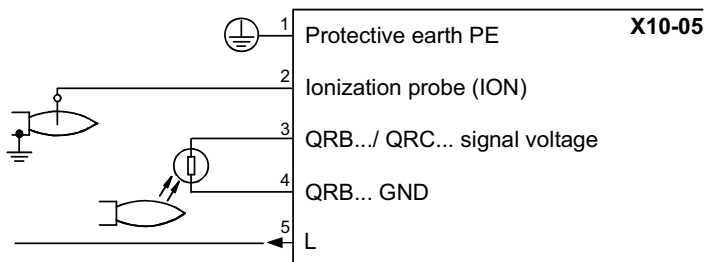 X10-05
1 Protective earth PE
2 Ionization probe (ION)
3 QRB.../ QRC... signal voltage
4 QRB... GND
5 L